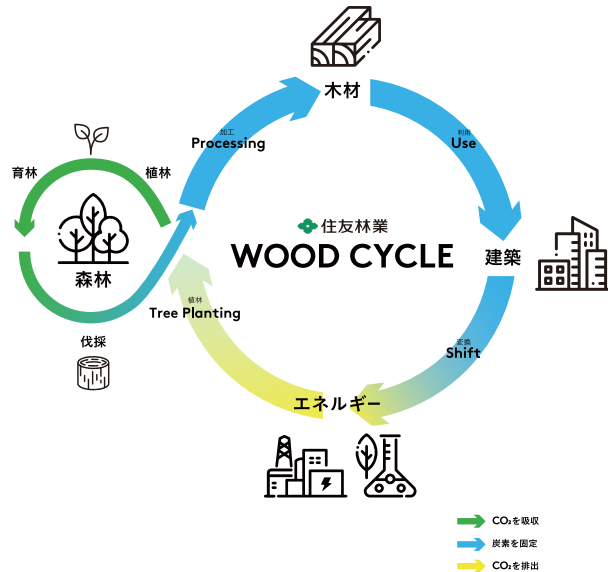 木材
加工
Processing
利用
Use
育林
植林
森林
伐採
住友林業
WOOD CYCLE
建築
植林
Tree Planting
変換
Shift
エネルギー
CO₂を吸収
炭素を固定
CO₂を排出